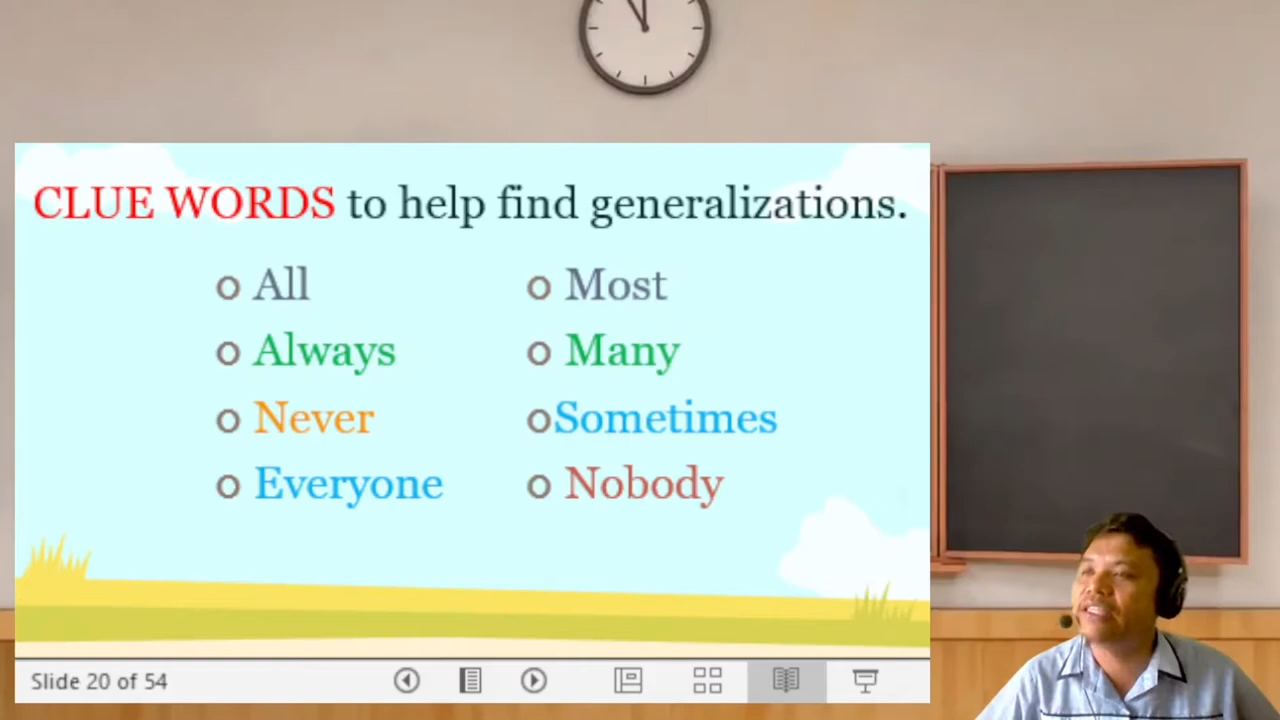 CLUE WORDS to help find generalizations.
All
Most
Always
Many
Never
Sometimes
Everyone
Nobody
Slide 20 of 54